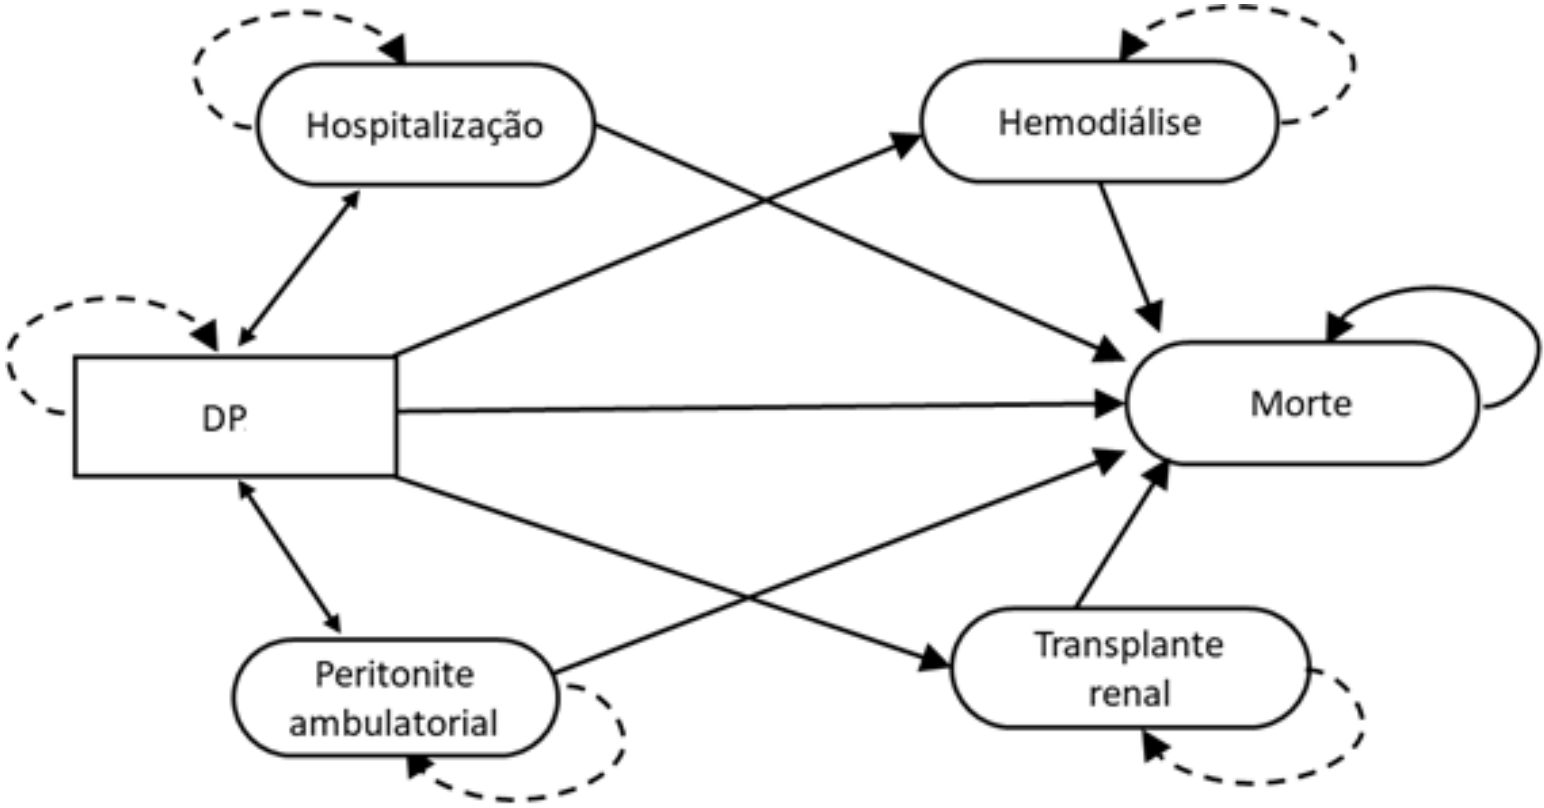 Hospitalização
Hemodiálise
DP
Morte
Peritonite
ambulatorial
Transplante
renal